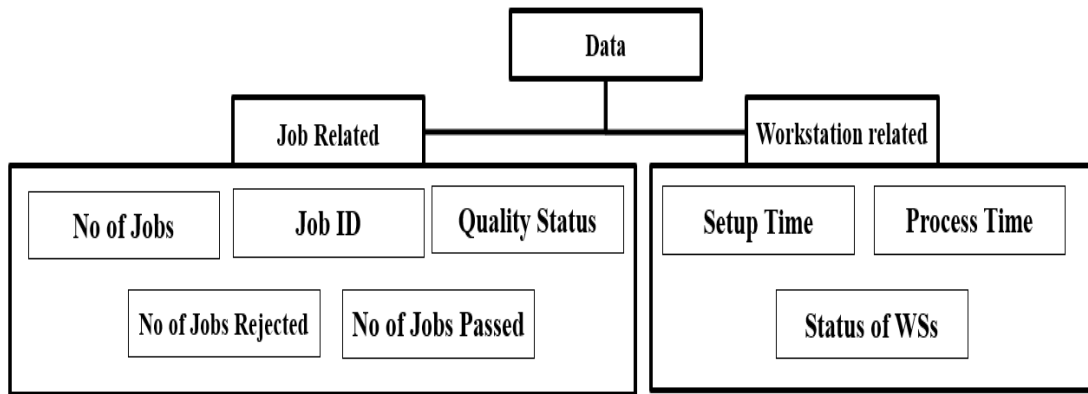 Data
Job Related
Workstation related
No of Jobs
Job ID
Quality Status
Setup Time
Process Time
No of Jobs Rejected
No of Jobs Passed
Status of WSs